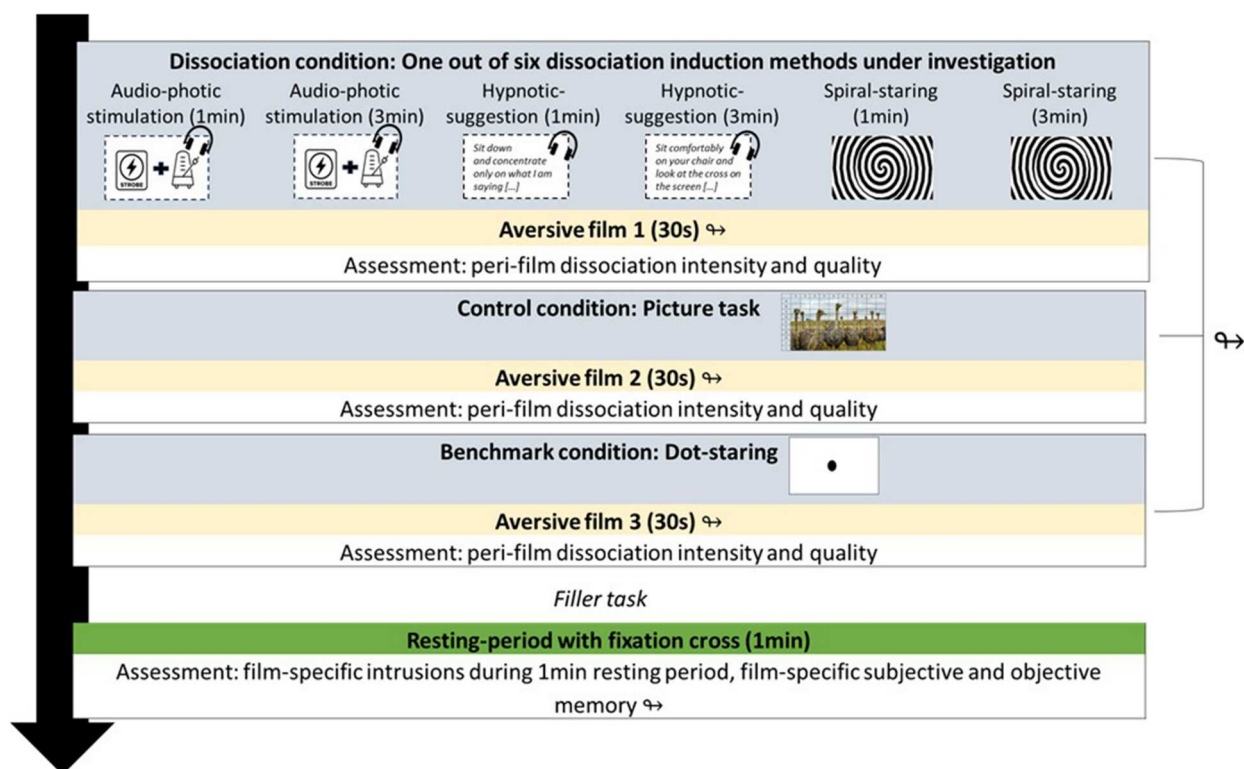 Dissociation condition: One out of six dissociation induction methods under investigation
Audio-photic stimulation (1min)
Audio-photic stimulation (3min)
Hypnotic-suggestion (1min)
Hypnotic-suggestion (3min)
Spiral-staring (1min)
Spiral-staring (3min)
STROBE
+
STROBE
+
Sit down
and concentrate
only on what I am
saying [...]
Sit comfortably
on your chair and
look at the cross on
the screen [...]
Aversive film 1 (30s) ↬
Assessment: peri-film dissociation intensity and quality
Control condition: Picture task
Aversive film 2 (30s) ↬
Assessment: peri-film dissociation intensity and quality
↬
Benchmark condition: Dot-staring
Aversive film 3 (30s) ↬
Assessment: peri-film dissociation intensity and quality
Filler task
Resting-period with fixation cross (1min)
Assessment: film-specific intrusions during 1min resting period, film-specific subjective and objective
memory ↬